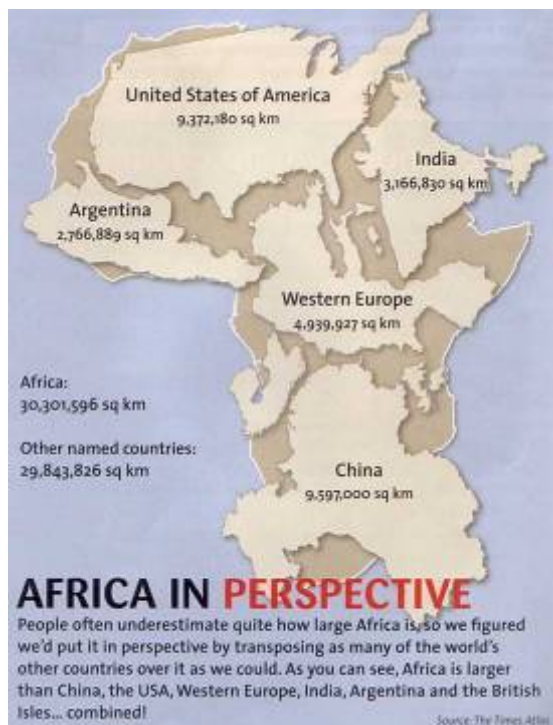 United States of America
9,372,180 sq km
India
3,166,830 sq km
Argentina
2,766,889 sq km
Western Europe
4,939,927 sq km
Africa:
30,301,596 sq km
Other named countries:
29,843,826 sq km
China
9,597,000 sq km
AFRICA IN PERSPECTIVE
People often underestimate quite how large Africa is, so we figured
we'd put it in perspective by transposing as many of the world's
other countries over it as we could. As you can see, Africa is larger
than China, the USA, Western Europe, India, Argentina and the British
Isles... combined!
Source: The Times Atlas